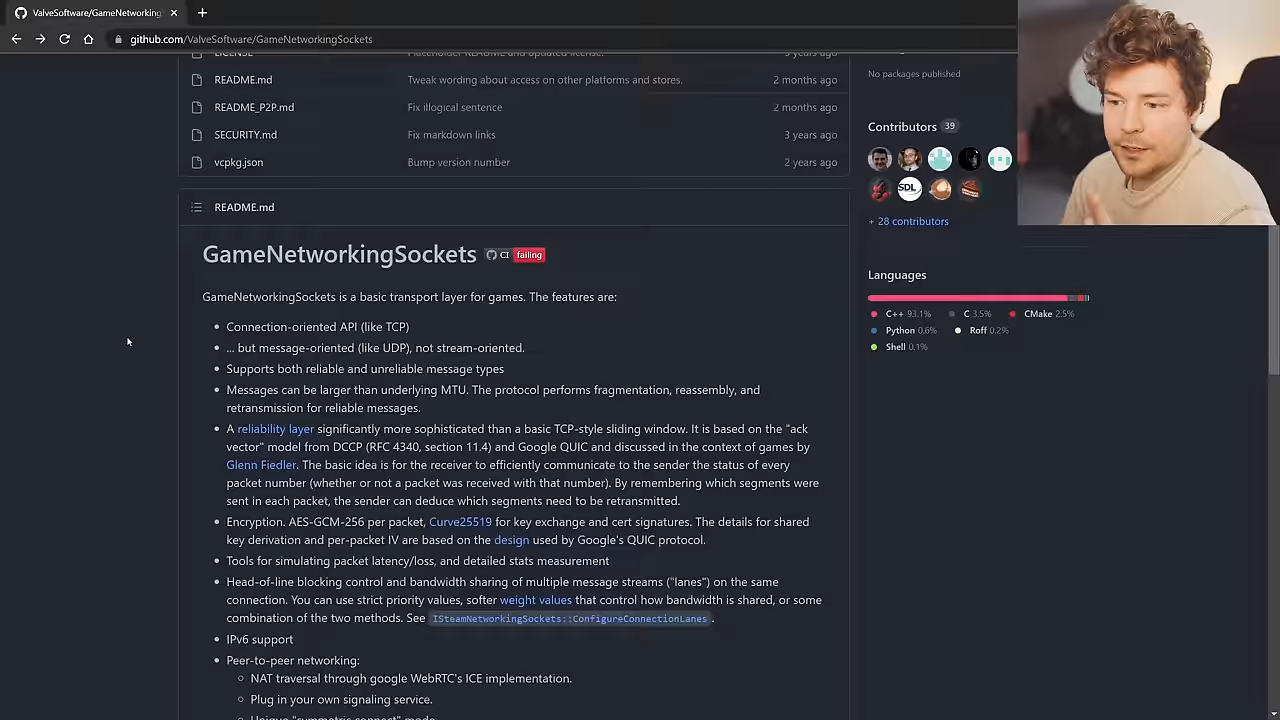 ValveSoftware/GameNetworking
github.com/ValveSoftware/GameNetworkingSockets
LICENSE Placeholder README and updated license. 3 years ago
README.md Tweak wording about access on other platforms and stores. 2 months ago
README_P2P.md Fix illogical sentence 2 months ago
SECURITY.md Fix markdown links 3 years ago
vcpkg.json Bump version number 2 years ago
README.md
GameNetworkingSockets CI failing
GameNetworkingSockets is a basic transport layer for games. The features are:
Connection-oriented API (like TCP)
... but message-oriented (like UDP), not stream-oriented.
Supports both reliable and unreliable message types
Messages can be larger than underlying MTU. The protocol performs fragmentation, reassembly, and
retransmission for reliable messages.
A reliability layer significantly more sophisticated than a basic TCP-style sliding window. It is based on the "ack
vector" model from DCCP (RFC 4340, section 11.4) and Google QUIC and discussed in the context of games by
Glenn Fiedler. The basic idea is for the receiver to efficiently communicate to the sender the status of every
packet number (whether or not a packet was received with that number). By remembering which segments were
sent in each packet, the sender can deduce which segments need to be retransmitted.
Encryption. AES-GCM-256 per packet, Curve25519 for key exchange and cert signatures. The details for shared
key derivation and per-packet IV are based on the design used by Google's QUIC protocol.
Tools for simulating packet latency/loss, and detailed stats measurement
Head-of-line blocking control and bandwidth sharing of multiple message streams ("lanes") on the same
connection. You can use strict priority values, softer weight values that control how bandwidth is shared, or some
combination of the two methods. See ISteamNetworkingSockets::ConfigureConnectionLanes.
IPv6 support
Peer-to-peer networking:
NAT traversal through google WebRTC's ICE implementation.
Plug in your own signaling service.
Unique "symmetric connect" mode.
No packages published
Contributors 39
SDL
+ 28 contributors
Languages
C++ 93.1% C 3.5% CMake 2.5%
Python 0.6% Roff 0.2%
Shell 0.1%